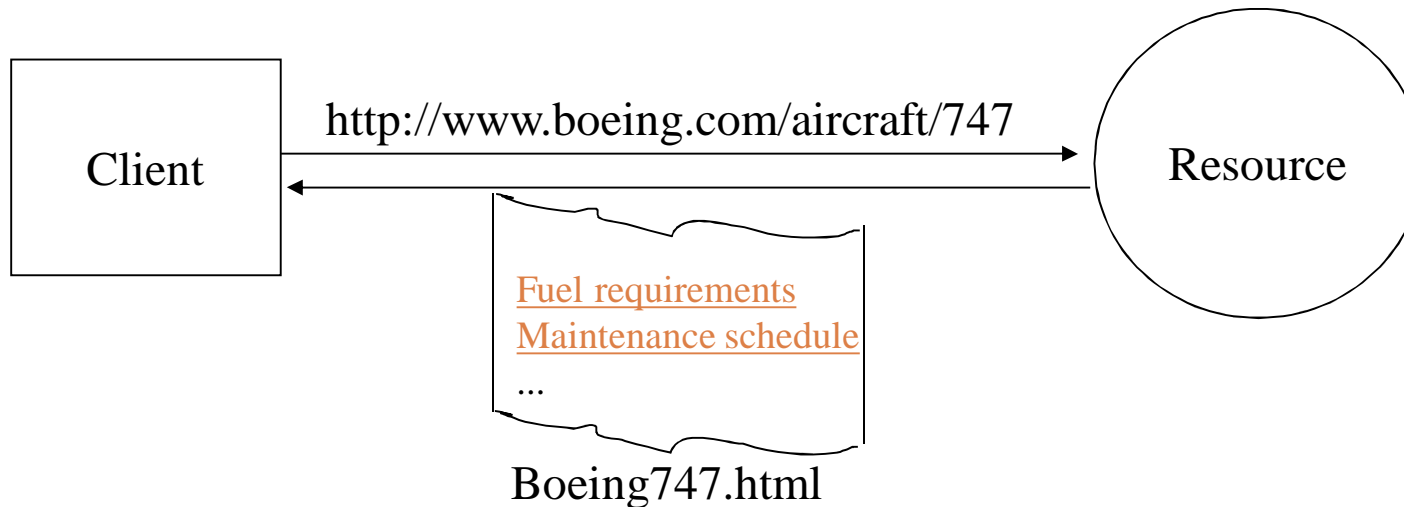 http://www.boeing.com/aircraft/747
Client
Resource
Fuel requirements
Maintenance schedule
...
Boeing747.html